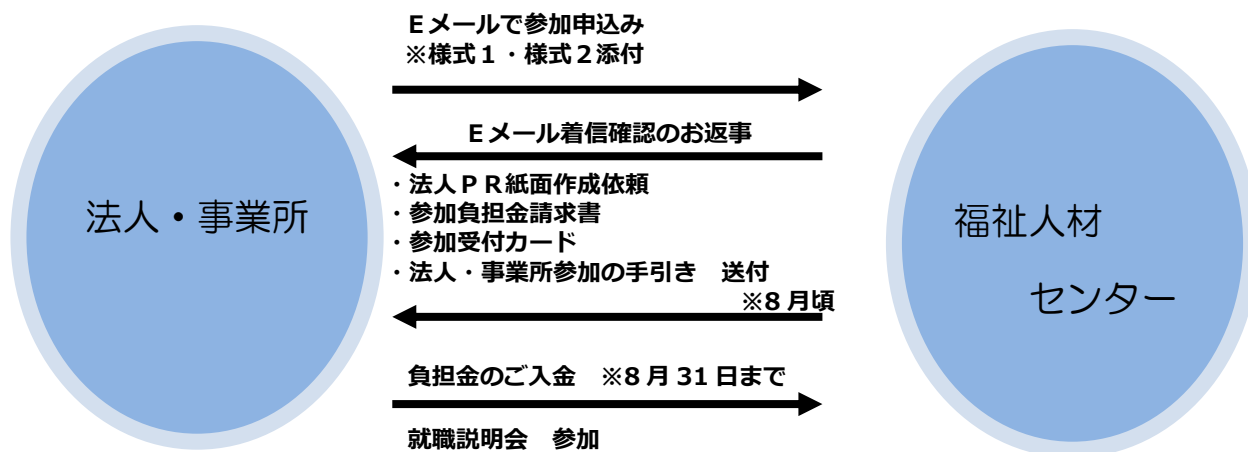 Ｅメールで参加申込み
※様式１・様式２添付
Ｅメール着信確認のお返事
・法人ＰＲ紙面作成依頼
・参加負担金請求書
・参加受付カード
・法人・事業所参加の手引き　送付
※8 月頃
負担金のご入金　※8 月 31 日まで
就職説明会　参加
法人・事業所
福祉人材
センター